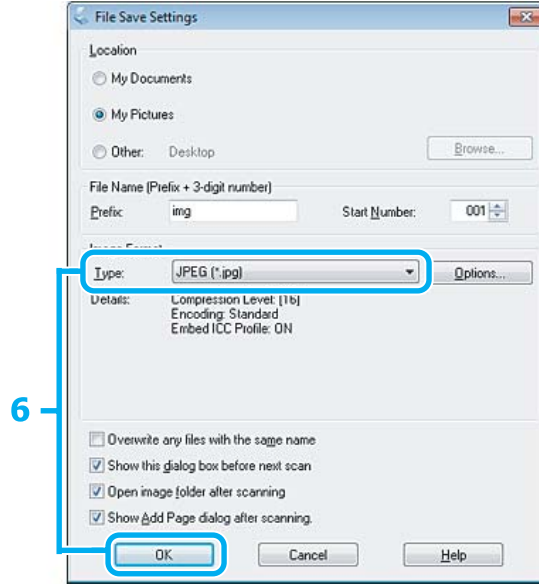 File Save Settings
Location
My Documents
My Pictures
Other: Desktop Browse...
File Name (Prefix + 3-digit number)
Prefix: img Start Number: 001
Image Format
Type: JPEG (*.jpg) Options...
Details: Compression Level: [16]
Encoding: Standard
Embed ICC Profile: ON
6
Overwrite any files with the same name
Show this dialog box before next scan
Open image folder after scanning
Show Add Page dialog after scanning.
OK Cancel Help